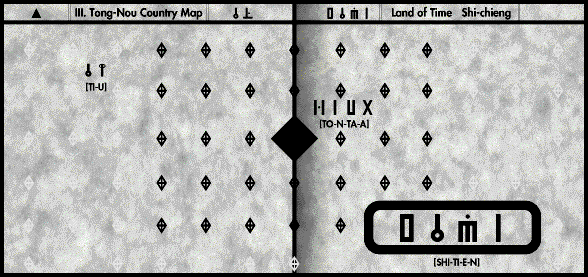 III. Tong-Nou Country Map
Land of Time Shi-chieng
[TI-U]
[TO-N-TA-A]
[SHI-TI-E-N]